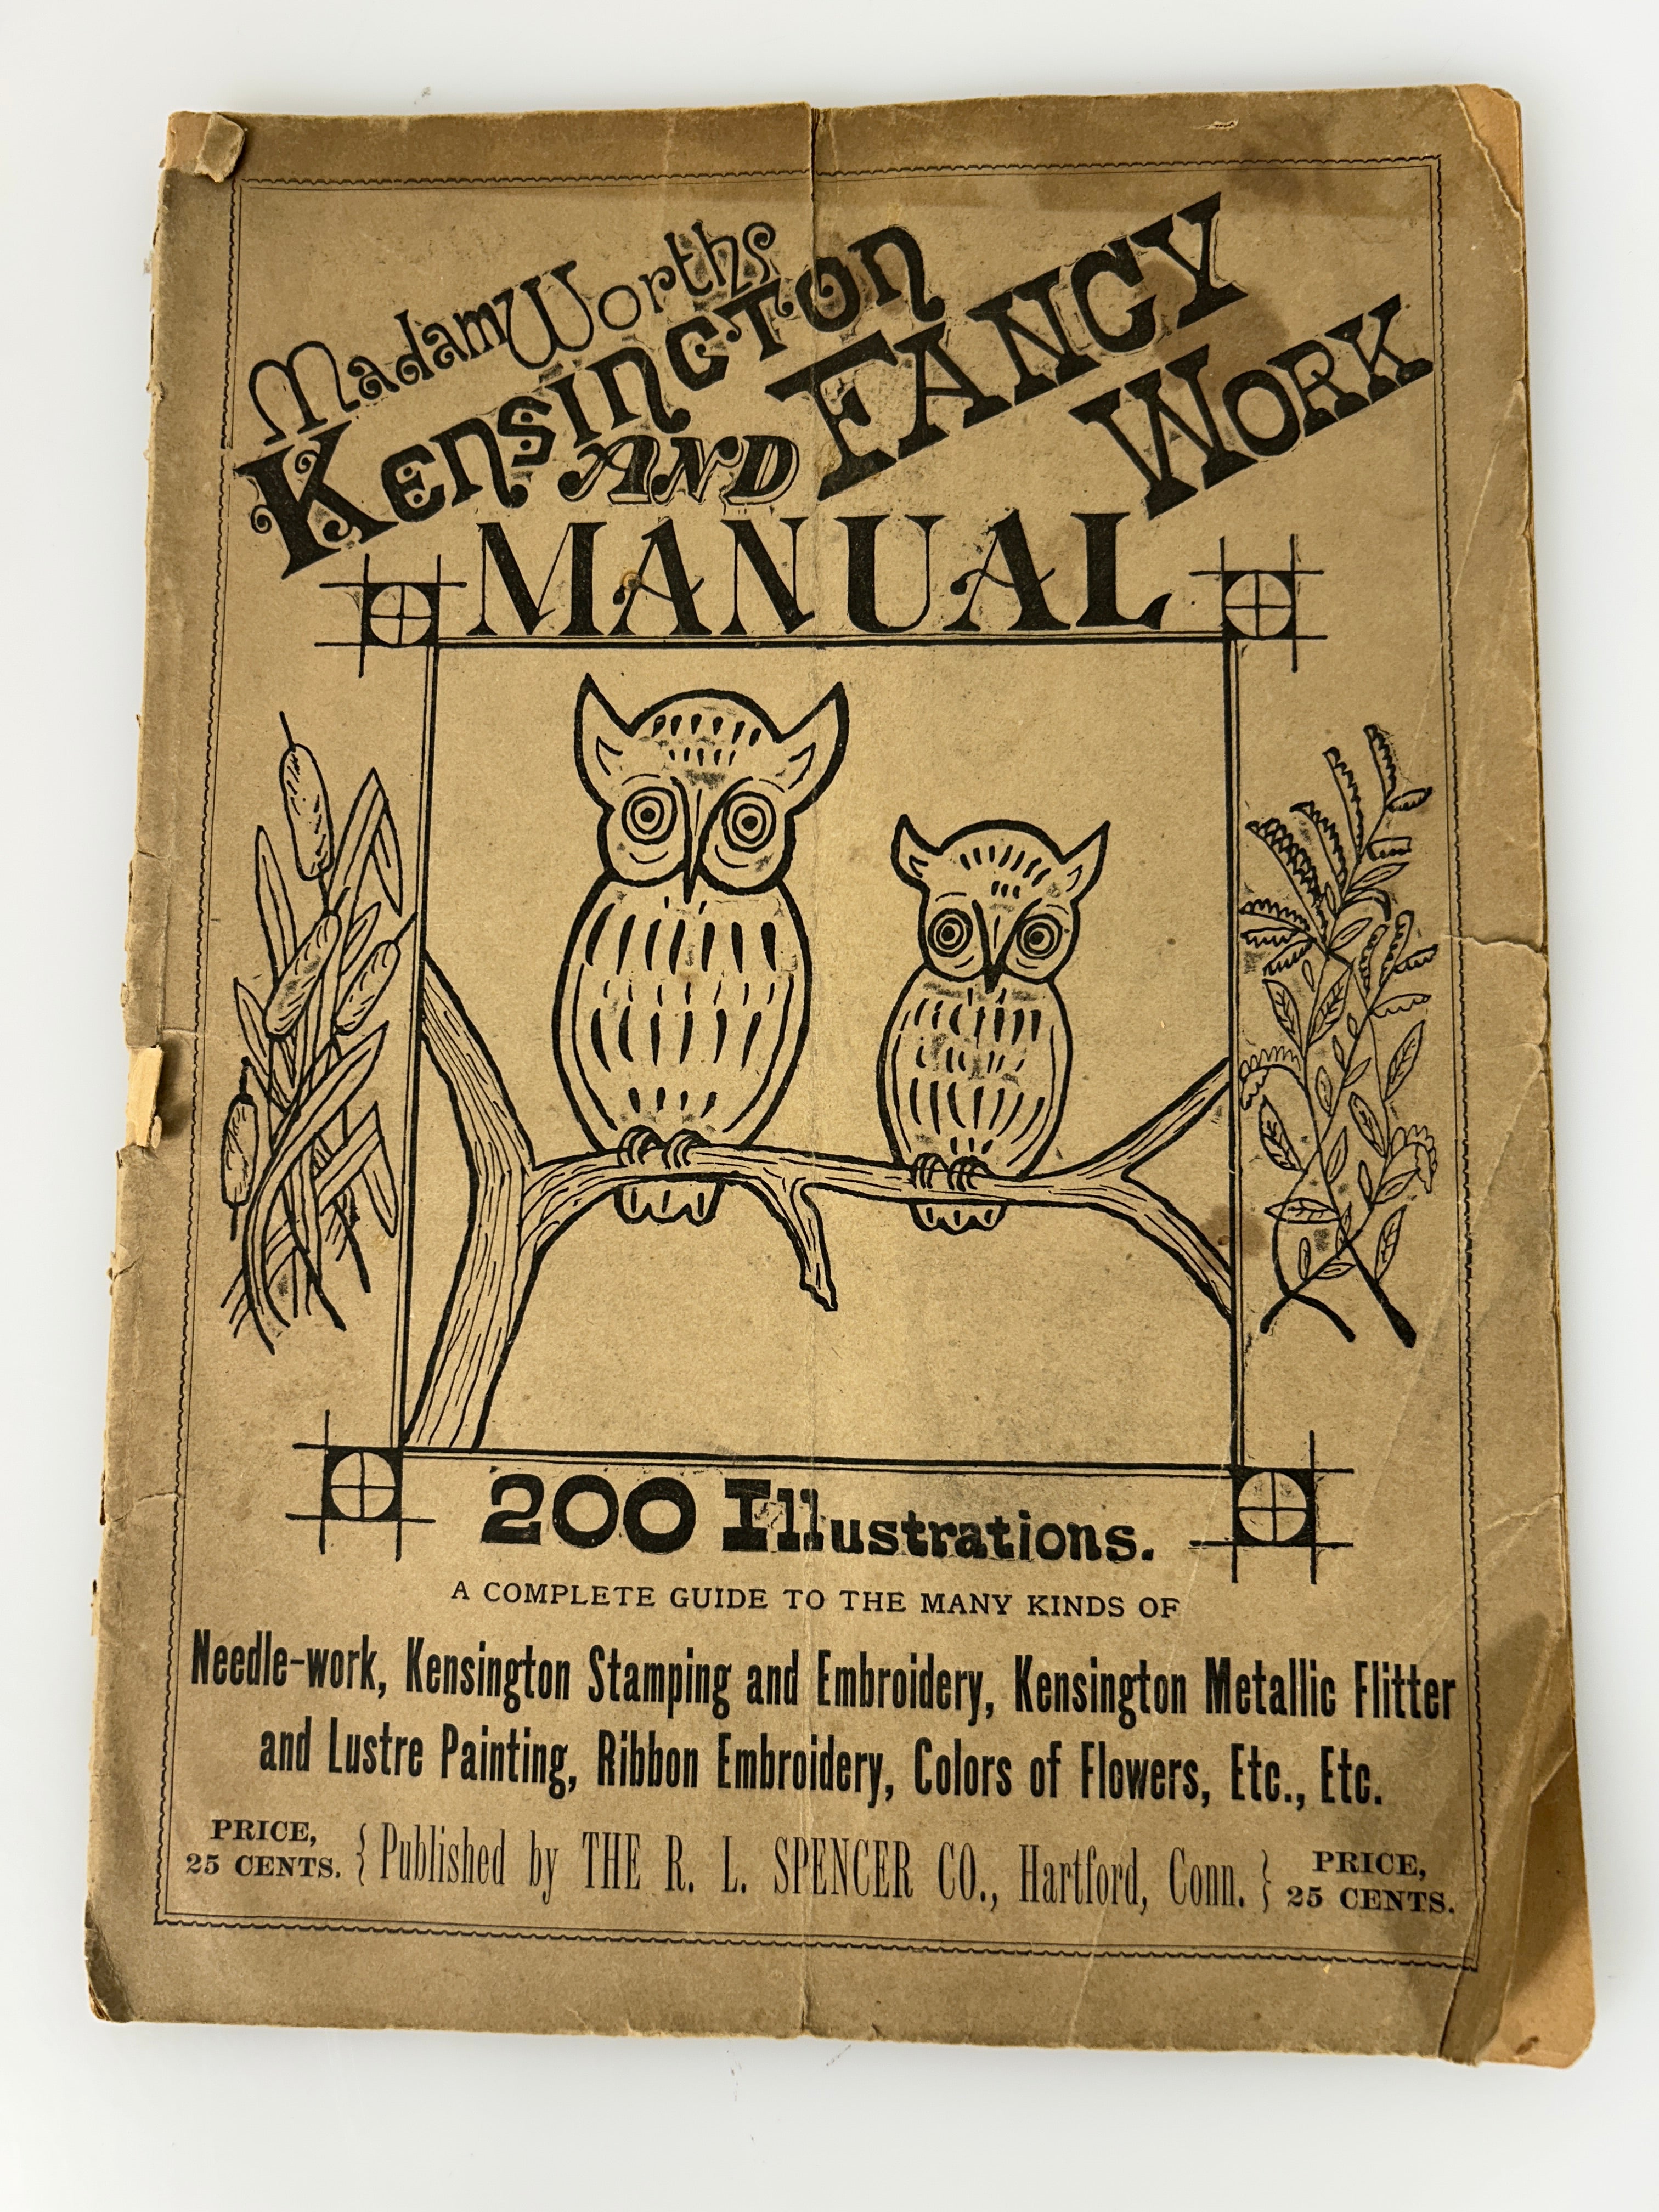 Madam Worth's
KENSINGTON
AND FANCY
WORK
MANUAL
200 Illustrations.
A COMPLETE GUIDE TO THE MANY KINDS OF
Needle-work, Kensington Stamping and Embroidery, Kensington Metallic Flitter
and Lustre Painting, Ribbon Embroidery, Colors of Flowers, Etc., Etc.
PRICE,
25 CENTS. { Published by THE R. L. SPENCER CO., Hartford, Conn. } PRICE,
25 CENTS.